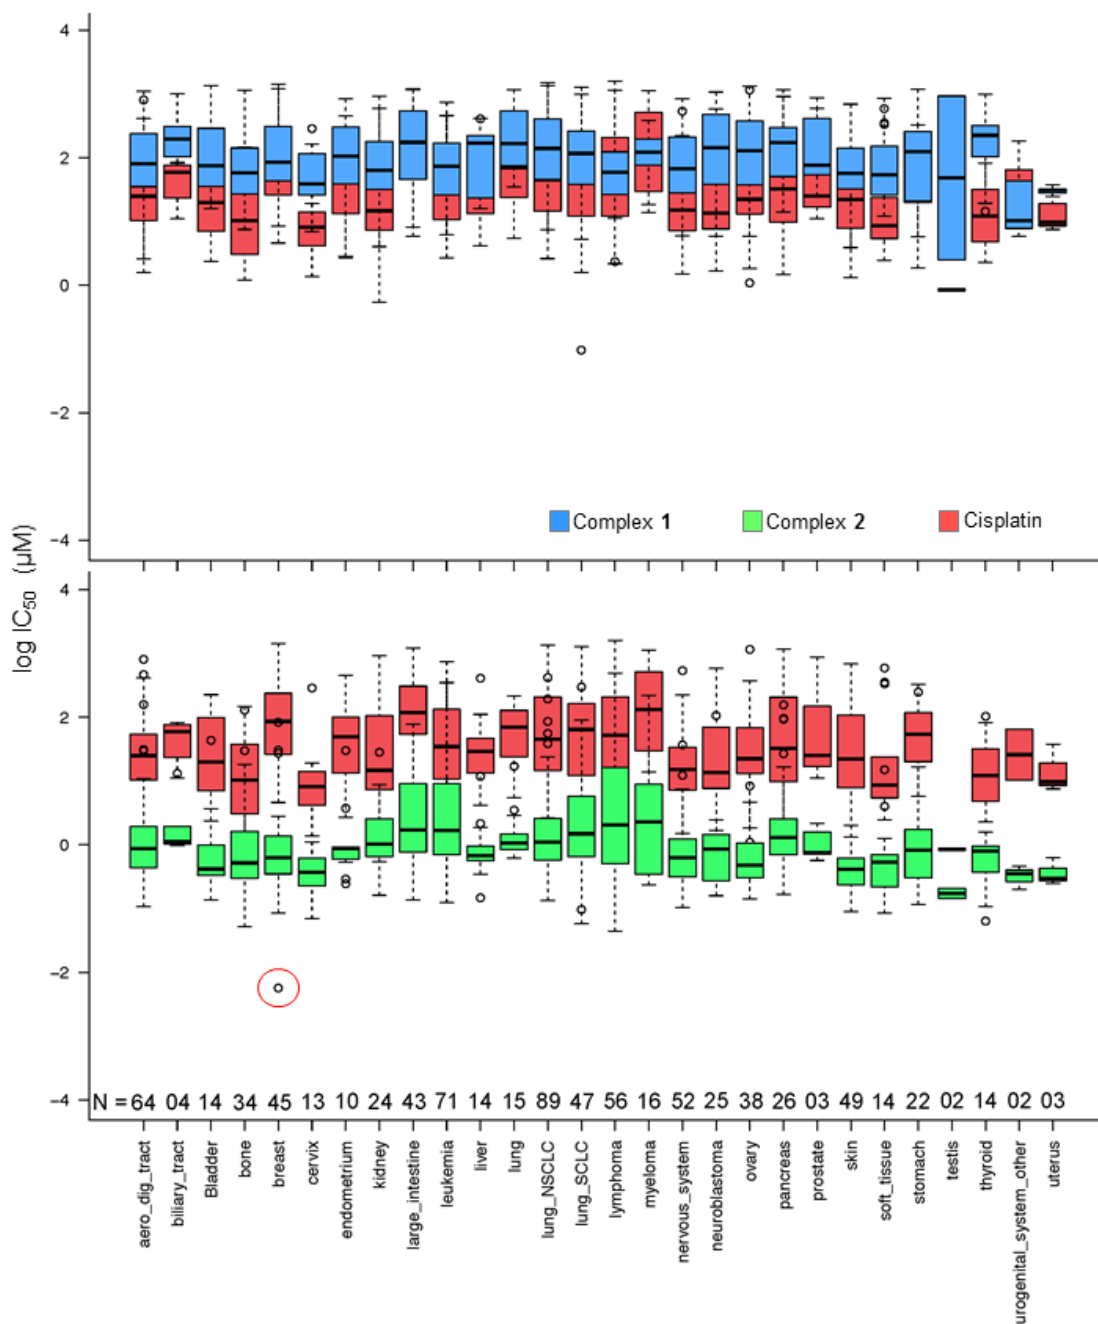 4
2
0
−2
−4
Complex 1
Complex 2
Cisplatin
log IC50 (µM)
4
2
0
−2
−4
N = 64 04 14 34 45 13 10 24 43 71 14 15 89 47 56 16 52 25 38 26 03 49 14 22 02 14 02 03
aero_dig_tract
biliary_tract
Bladder
bone
breast
cervix
endometrium
kidney
large_intestine
leukemia
liver
lung
lung_NSCLC
lung_SCLC
lymphoma
myeloma
nervous_system
neuroblastoma
ovary
pancreas
prostate
skin
soft_tissue
stomach
testis
thyroid
urogenital_system_other
uterus